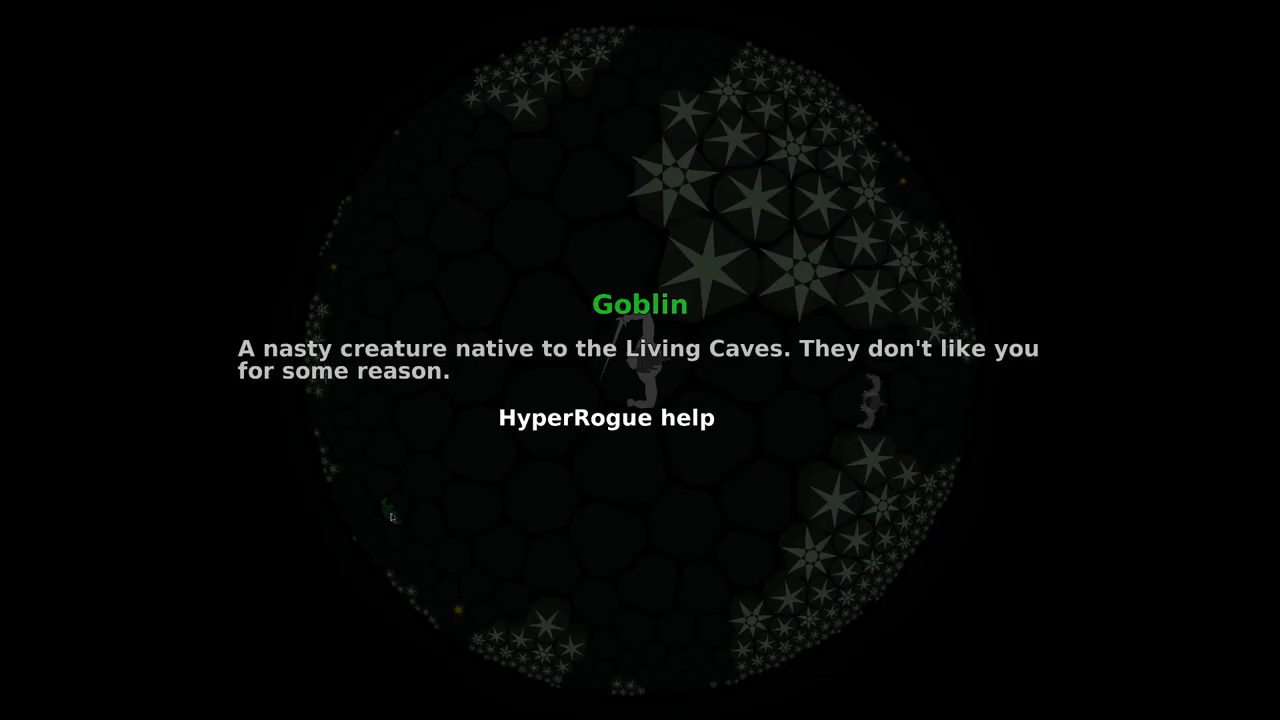 Goblin
A nasty creature native to the Living Caves. They don't like you
for some reason.
HyperRogue help